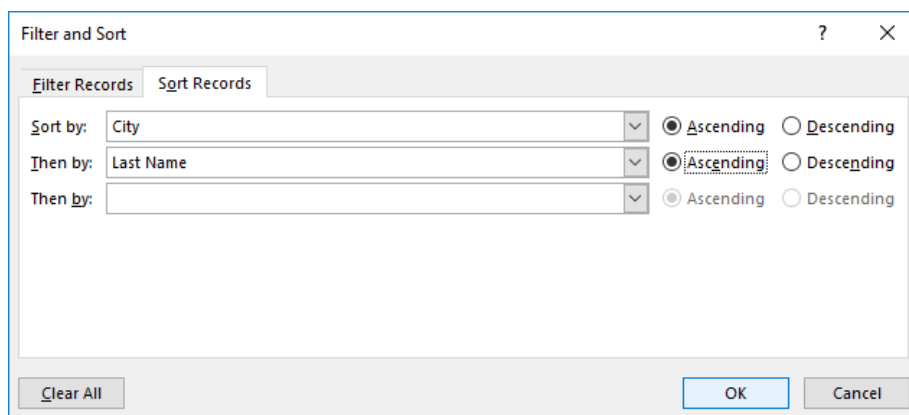 Filter and Sort ?
Filter Records Sort Records
Sort by: City Ascending Descending
Then by: Last Name Ascending Descending
Then by: Ascending Descending
Clear All OK Cancel